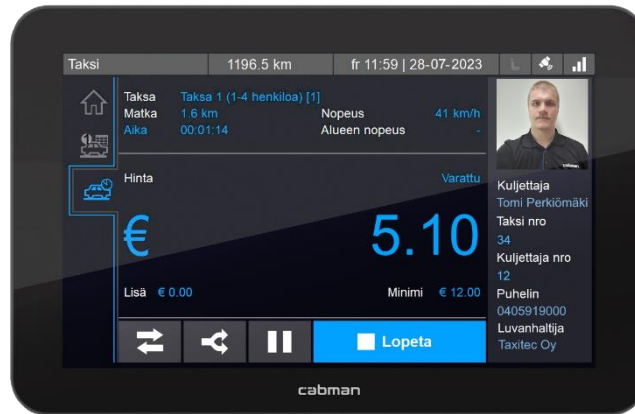 Taksi 1196.5 km fr 11:59 | 28-07-2023
Taksa Taksa 1 (1-4 henkiloa) [1]
Matka 1.6 km Nopeus 41 km/h
Aika 00:01:14 Alueen nopeus -
Hinta Varattu
€ 5.10
Lisä € 0.00 Minimi € 12.00
Lopeta
Kuljettaja
Tomi Perkiömäki
Taksi nro
34
Kuljettaja nro
12
Puhelin
0405919000
Luvanhaltija
Taxitec Oy
cabman